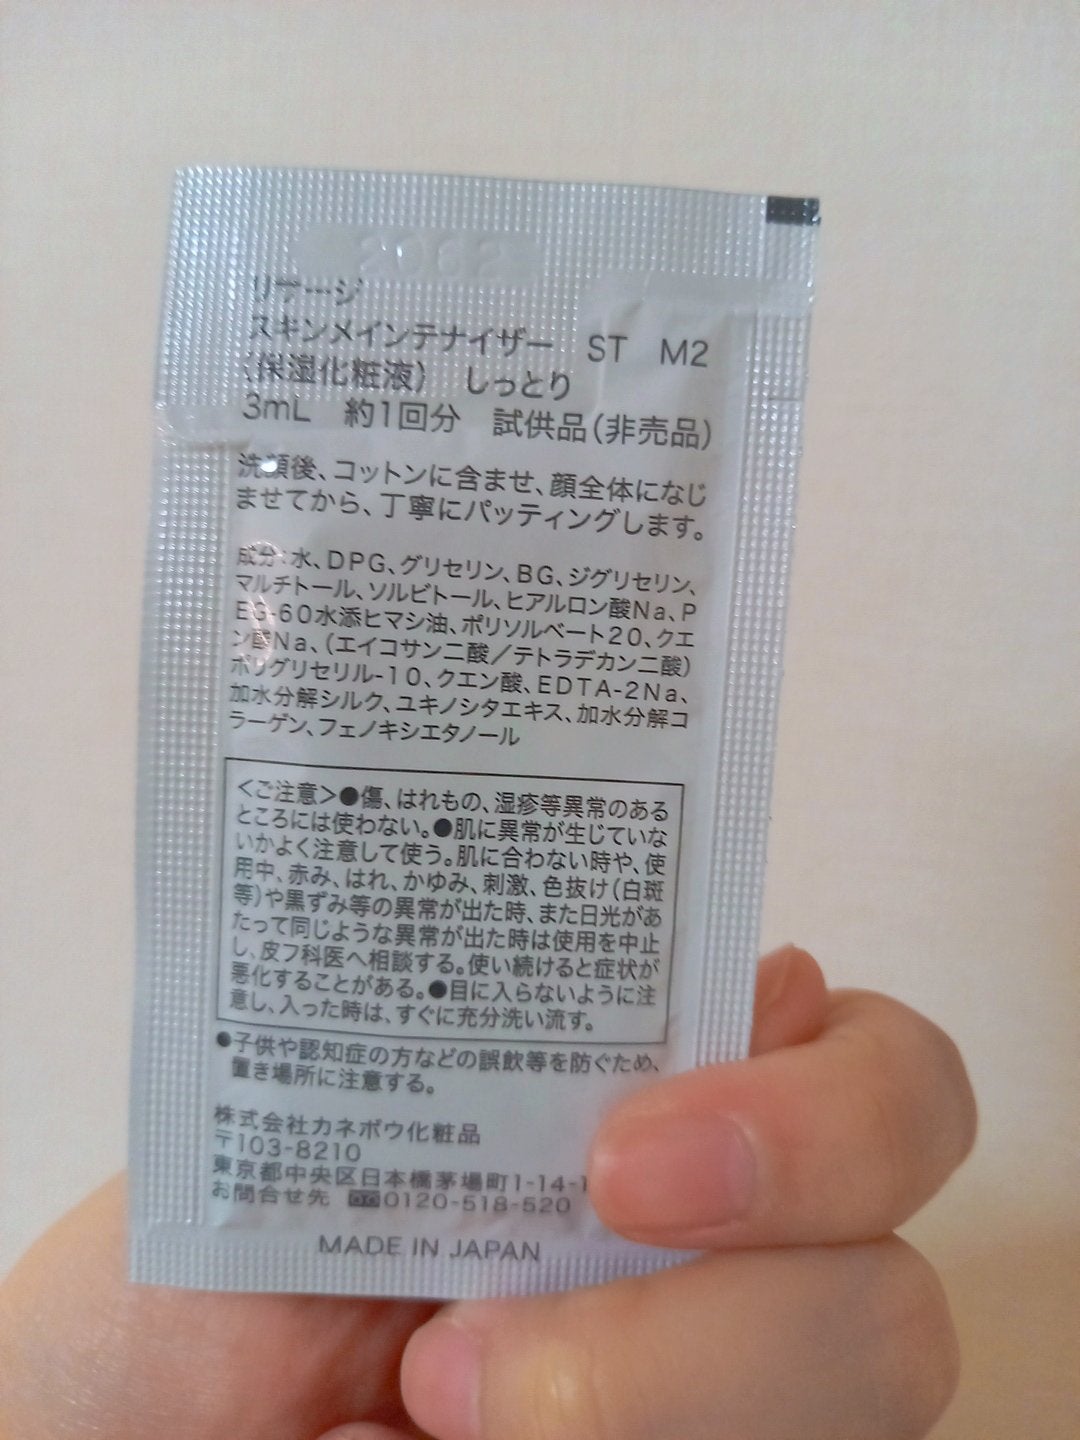 2062
リサージ
スキンメインテナイザー ST M2
(保湿化粧液) しっとり
3mL 約1回分 試供品(非売品)
洗顔後、コットンに含ませ、顔全体になじ
ませてから、丁寧にパッティングします。
成分:水、DPG、グリセリン、BG、ジグリセリン、
マルチトール、ソルビトール、ヒアルロン酸Na、P
EG-60水添ヒマシ油、ポリソルベート20、クエ
ン酸Na、(エイコサン二酸/テトラデカン二酸)
ポリグリセリル-10、クエン酸、EDTA-2Na、
加水分解シルク、ユキノシタエキス、加水分解コ
ラーゲン、フェノキシエタノール
<ご注意>●傷、はれもの、湿疹等異常のある
ところには使わない。●肌に異常が生じていな
いかよく注意して使う。肌に合わない時や、使
用中、赤み、はれ、かゆみ、刺激、色抜け(白斑
等)や黒ずみ等の異常が出た時、また日光があ
たって同じような異常が出た時は使用を中止
し、皮フ科医へ相談する。使い続けると症状が
悪化することがある。●目に入らないように注
意し、入った時は、すぐに充分洗い流す。
●子供や認知症の方などの誤飲等を防ぐため、
置き場所に注意する。
株式会社カネボウ化粧品
〒103-8210
東京都中央区日本橋茅場町1-14-1
お問合せ先 0120-518-520
MADE IN JAPAN